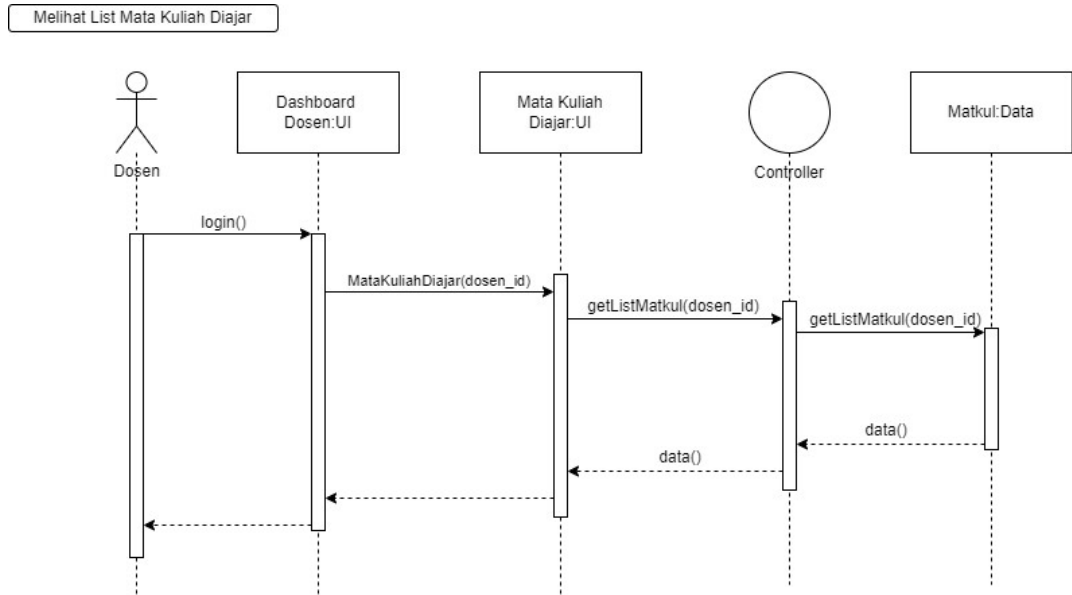 Melihat List Mata Kuliah Diajar
Dashboard
Dosen:UI
Mata Kuliah
Diajar:UI
Matkul:Data
Dosen
Controller
login()
MataKuliahDiajar(dosen_id)
getListMatkul(dosen_id)
getListMatkul(dosen_id)
data()
data()